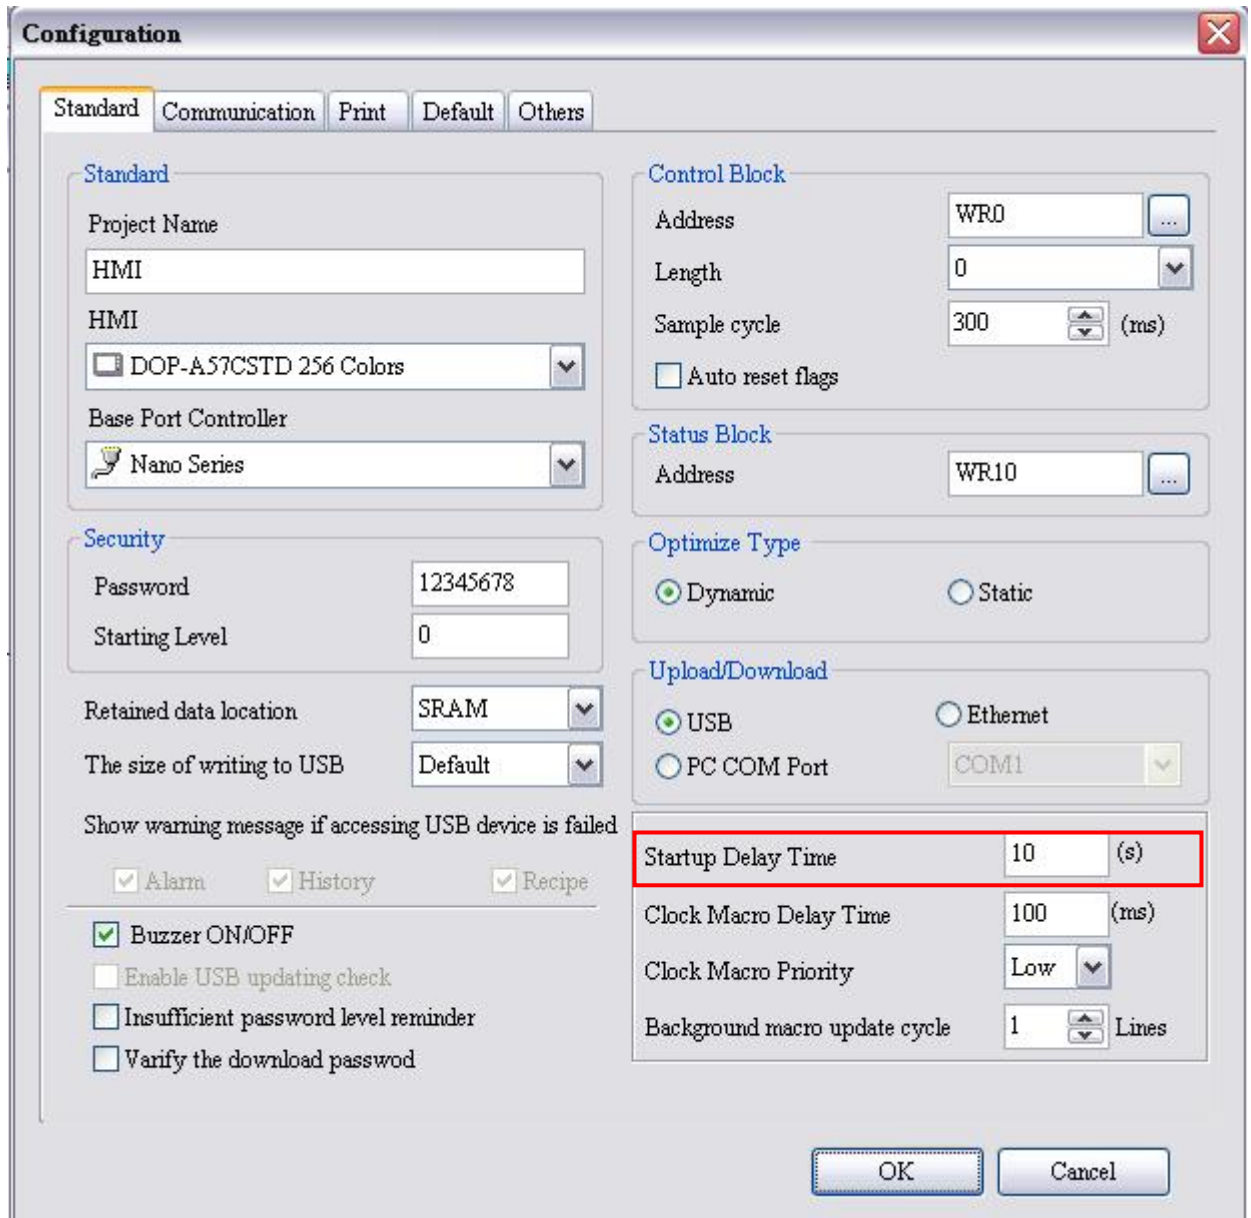 Configuration
Standard Communication Print Default Others
Standard
Project Name
HMI
HMI
DOP-A57CSTD 256 Colors
Base Port Controller
Nano Series
Security
Password 12345678
Starting Level 0
Retained data location SRAM
The size of writing to USB Default
Show warning message if accessing USB device is failed
Alarm History Recipe
Buzzer ON/OFF
Enable USB updating check
Insufficient password level reminder
Varify the download passwod
Control Block
Address WR0 ...
Length 0
Sample cycle 300 (ms)
Auto reset flags
Status Block
Address WR10 ...
Optimize Type
Dynamic Static
Upload/Download
USB Ethernet
PC COM Port COM1
Startup Delay Time 10 (s)
Clock Macro Delay Time 100 (ms)
Clock Macro Priority Low
Background macro update cycle 1 Lines
OK Cancel